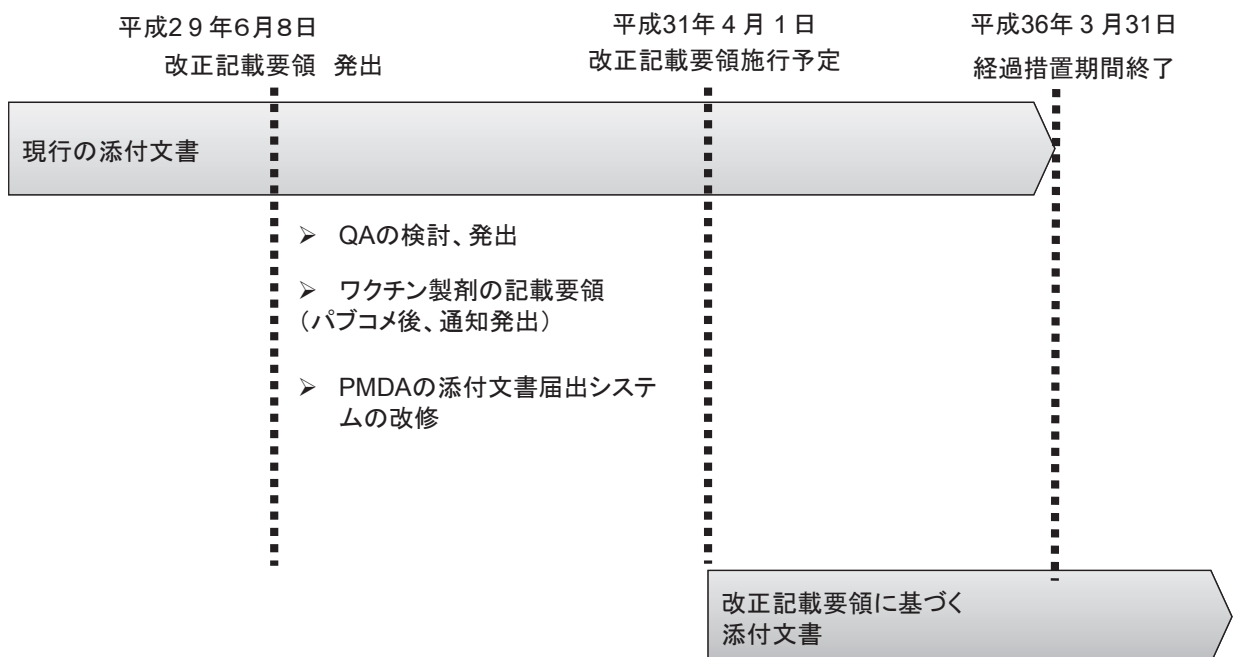 平成２９年６月８日
改正記載要領　発出
平成31年４月１日
改正記載要領施行予定
平成36年３月31日
経過措置期間終了
現行の添付文書
➢ QAの検討、発出
➢ ワクチン製剤の記載要領
（パブコメ後、通知発出）
➢ PMDAの添付文書届出システ
ムの改修
改正記載要領に基づく
添付文書